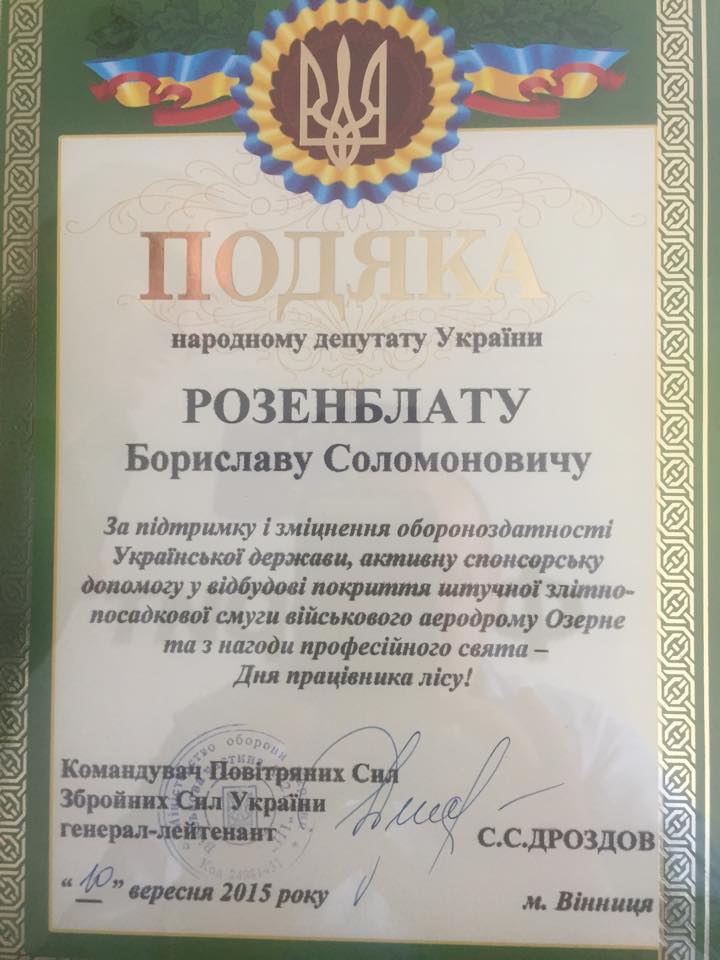 ПОДЯКА
народному депутату України
РОЗЕНБЛАТУ
Бориславу Соломоновичу
За підтримку і зміцнення обороноздатності
Української держави, активну спонсорську
допомогу у відбудові покриття штучної злітно-
посадкової смуги військового аеродрому Озерне
та з нагоди професійного свята –
Дня працівника лісу!
Командувач Повітряних Сил
Збройних Сил України
генерал-лейтенант
С.С.ДРОЗДОВ
“10” вересня 2015 року
м. Вінниця
Міністерство оборони